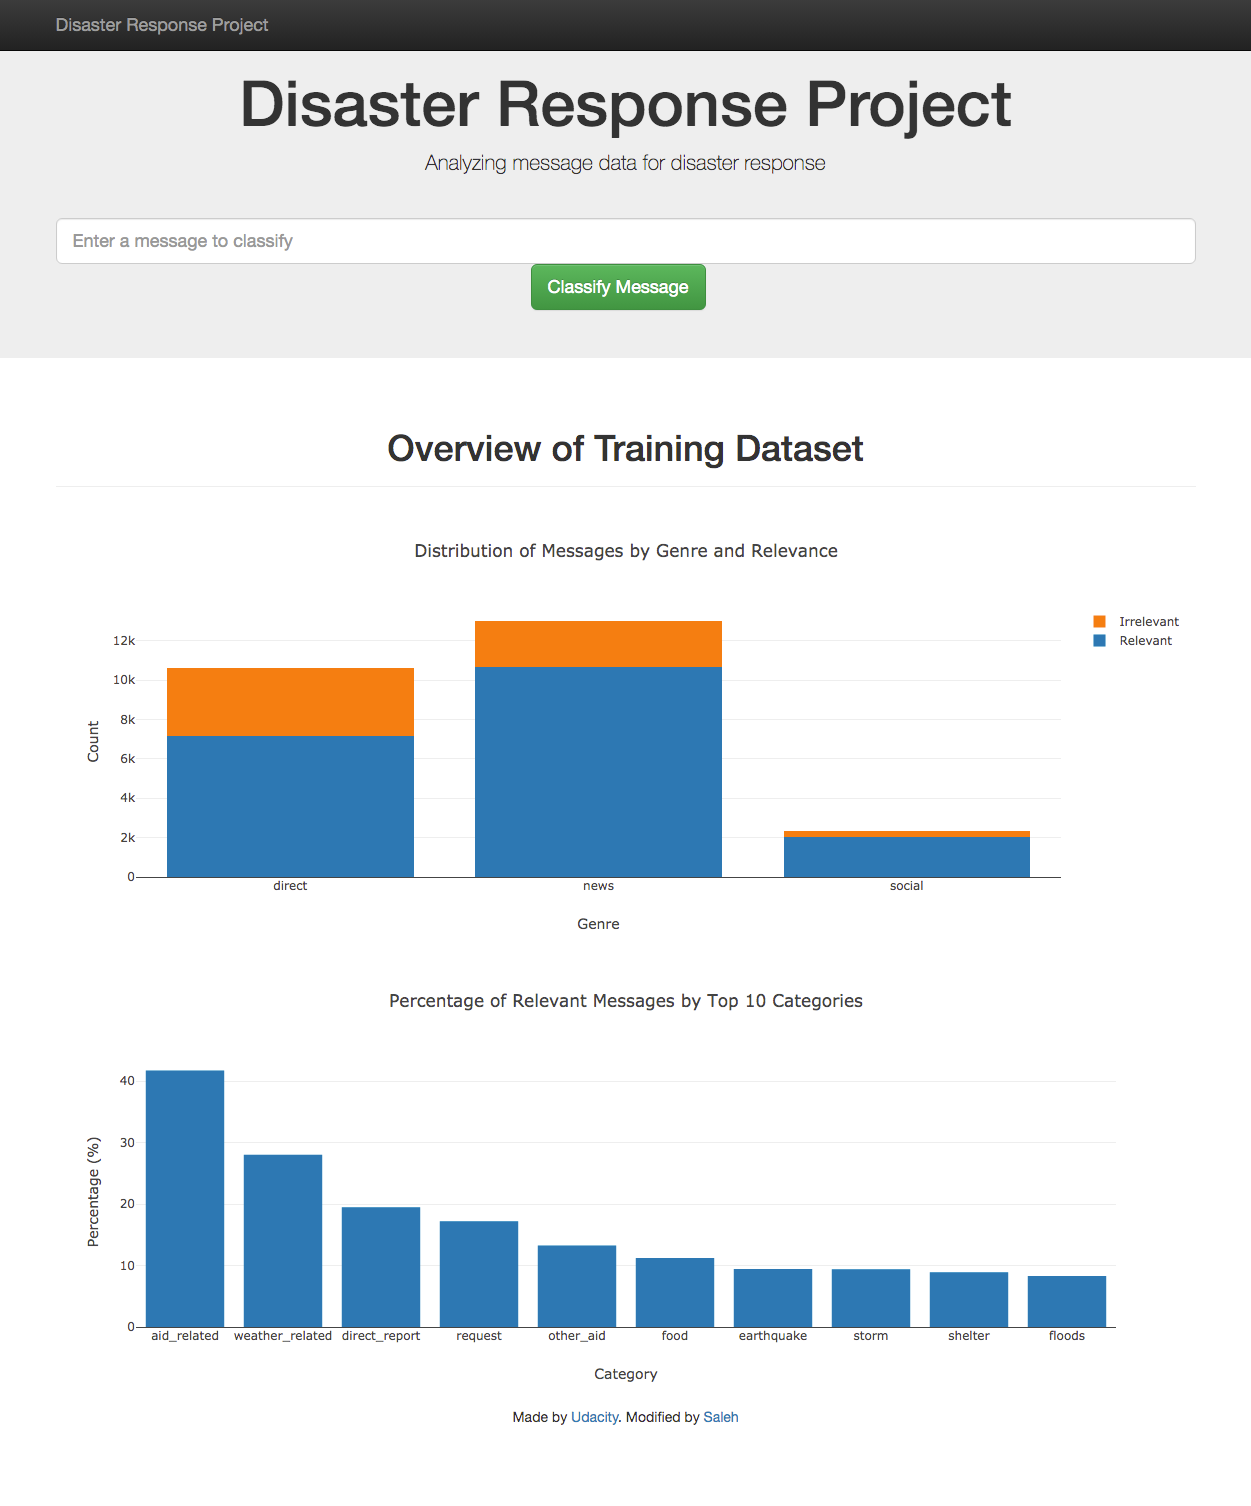 Disaster Response Project
Disaster Response Project
Analyzing message data for disaster response
Enter a message to classify
Classify Message
Overview of Training Dataset
Distribution of Messages by Genre and Relevance
Irrelevant
Relevant
12k
10k
8k
6k
4k
2k
0
Count
direct news social
Genre
Percentage of Relevant Messages by Top 10 Categories
40
30
20
10
0
Percentage (%)
aid_related weather_related direct_report request other_aid food earthquake storm shelter floods
Category
Made by Udacity. Modified by Saleh